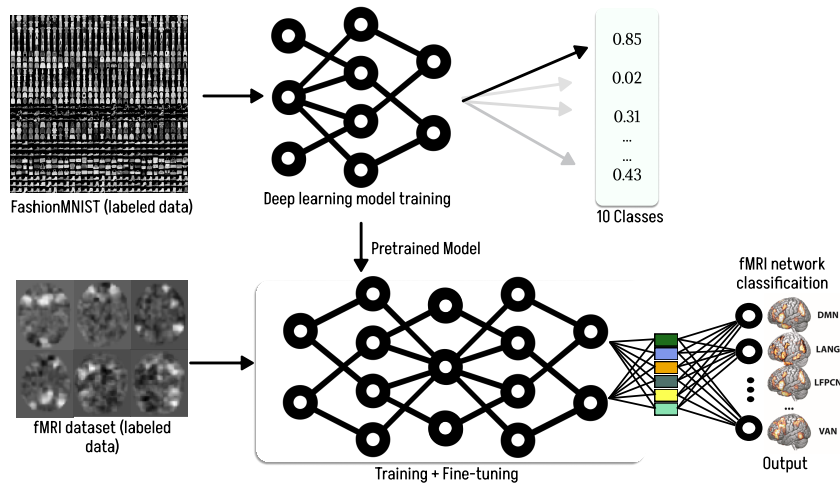 0.85
0.02
0.31
...
...
0.43
FashionMNIST (labeled data)
Deep learning model training
10 Classes
Pretrained Model
fMRI network
classificaition
DMN
LANG
LFPCN
...
VAN
fMRI dataset (labeled
data)
Training + Fine-tuning
Output